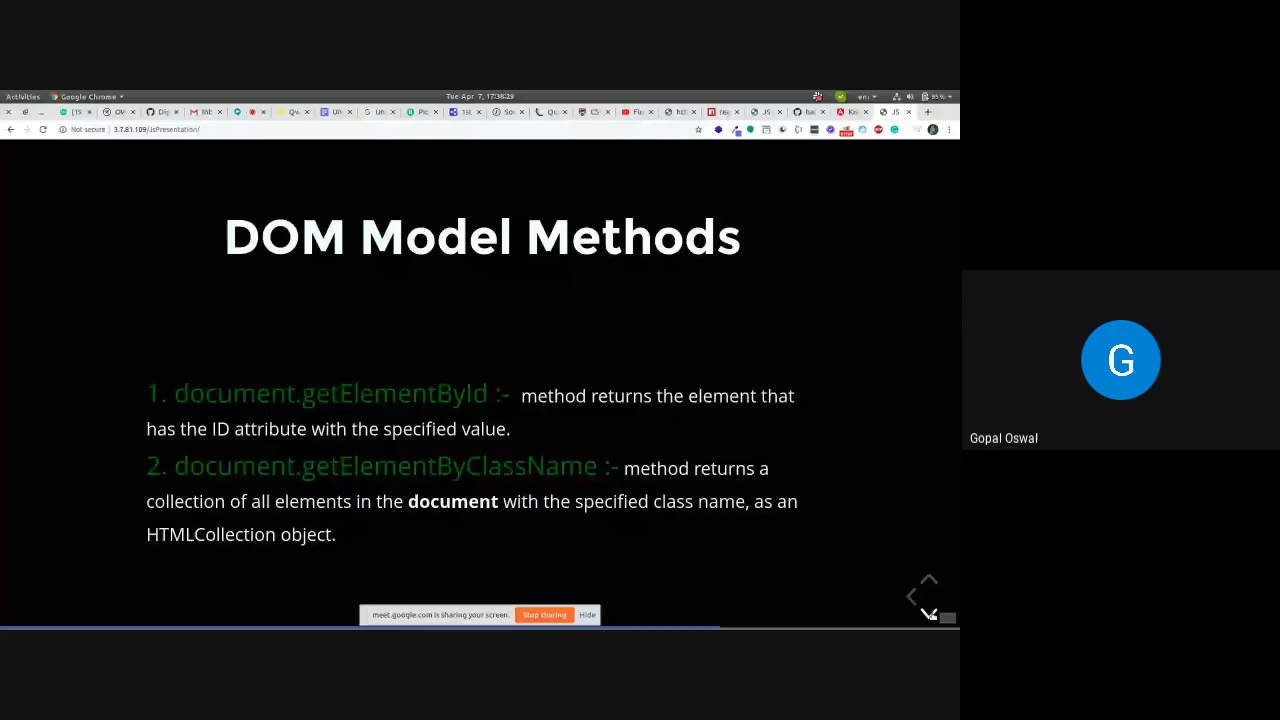 Activities Google Chrome Tue Apr 7, 17:38:29 en 95%
Not secure 3.7.81.109/JsPresentation/
DOM Model Methods
1. document.getElementById :- method returns the element that
has the ID attribute with the specified value.
2. document.getElementByClassName :- method returns a
collection of all elements in the document with the specified class name, as an
HTMLCollection object.
meet.google.com is sharing your screen. Stop sharing Hide
G
Gopal Oswal